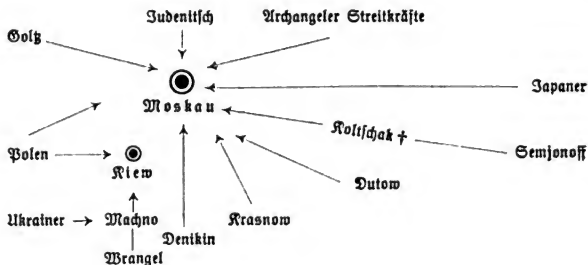 Judenitsch
Archangeler Streitkräfte
Goltz
Japaner
Moskau
Koltschak †
Semjonoff
Polen
Kiew
Dutow
Ukrainer
Machno
Krasnow
Denikin
Wrangel